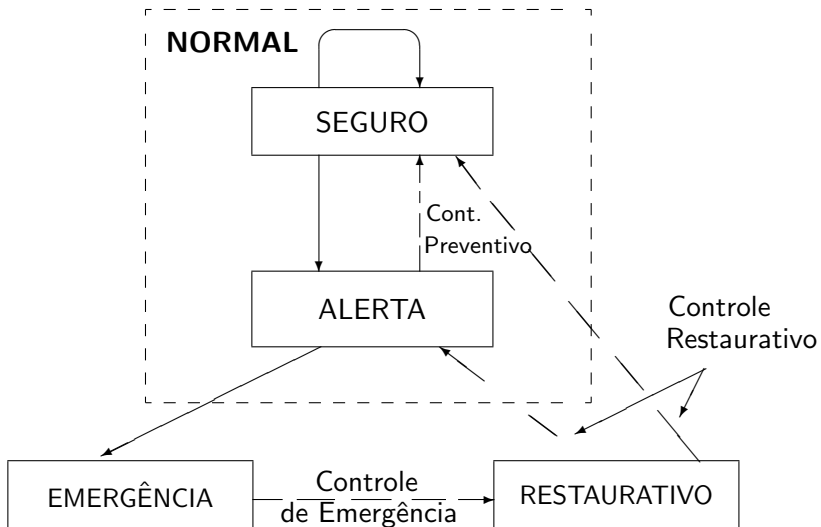 NORMAL
SEGURO
Cont.
Preventivo
ALERTA
Controle
Restaurativo
EMERGÊNCIA
Controle
de Emergência
RESTAURATIVO